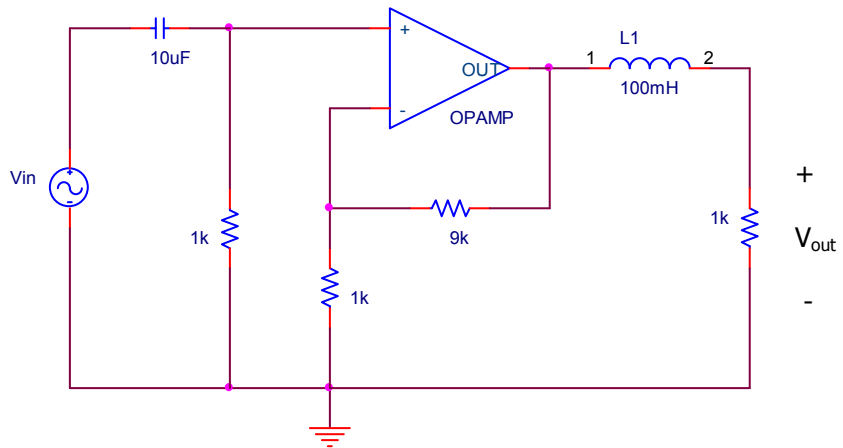 +
10uF
OUT
1
L1
2
100mH
-
OPAMP
Vin
+
-
1k
9k
1k
1k
+
Vout
-